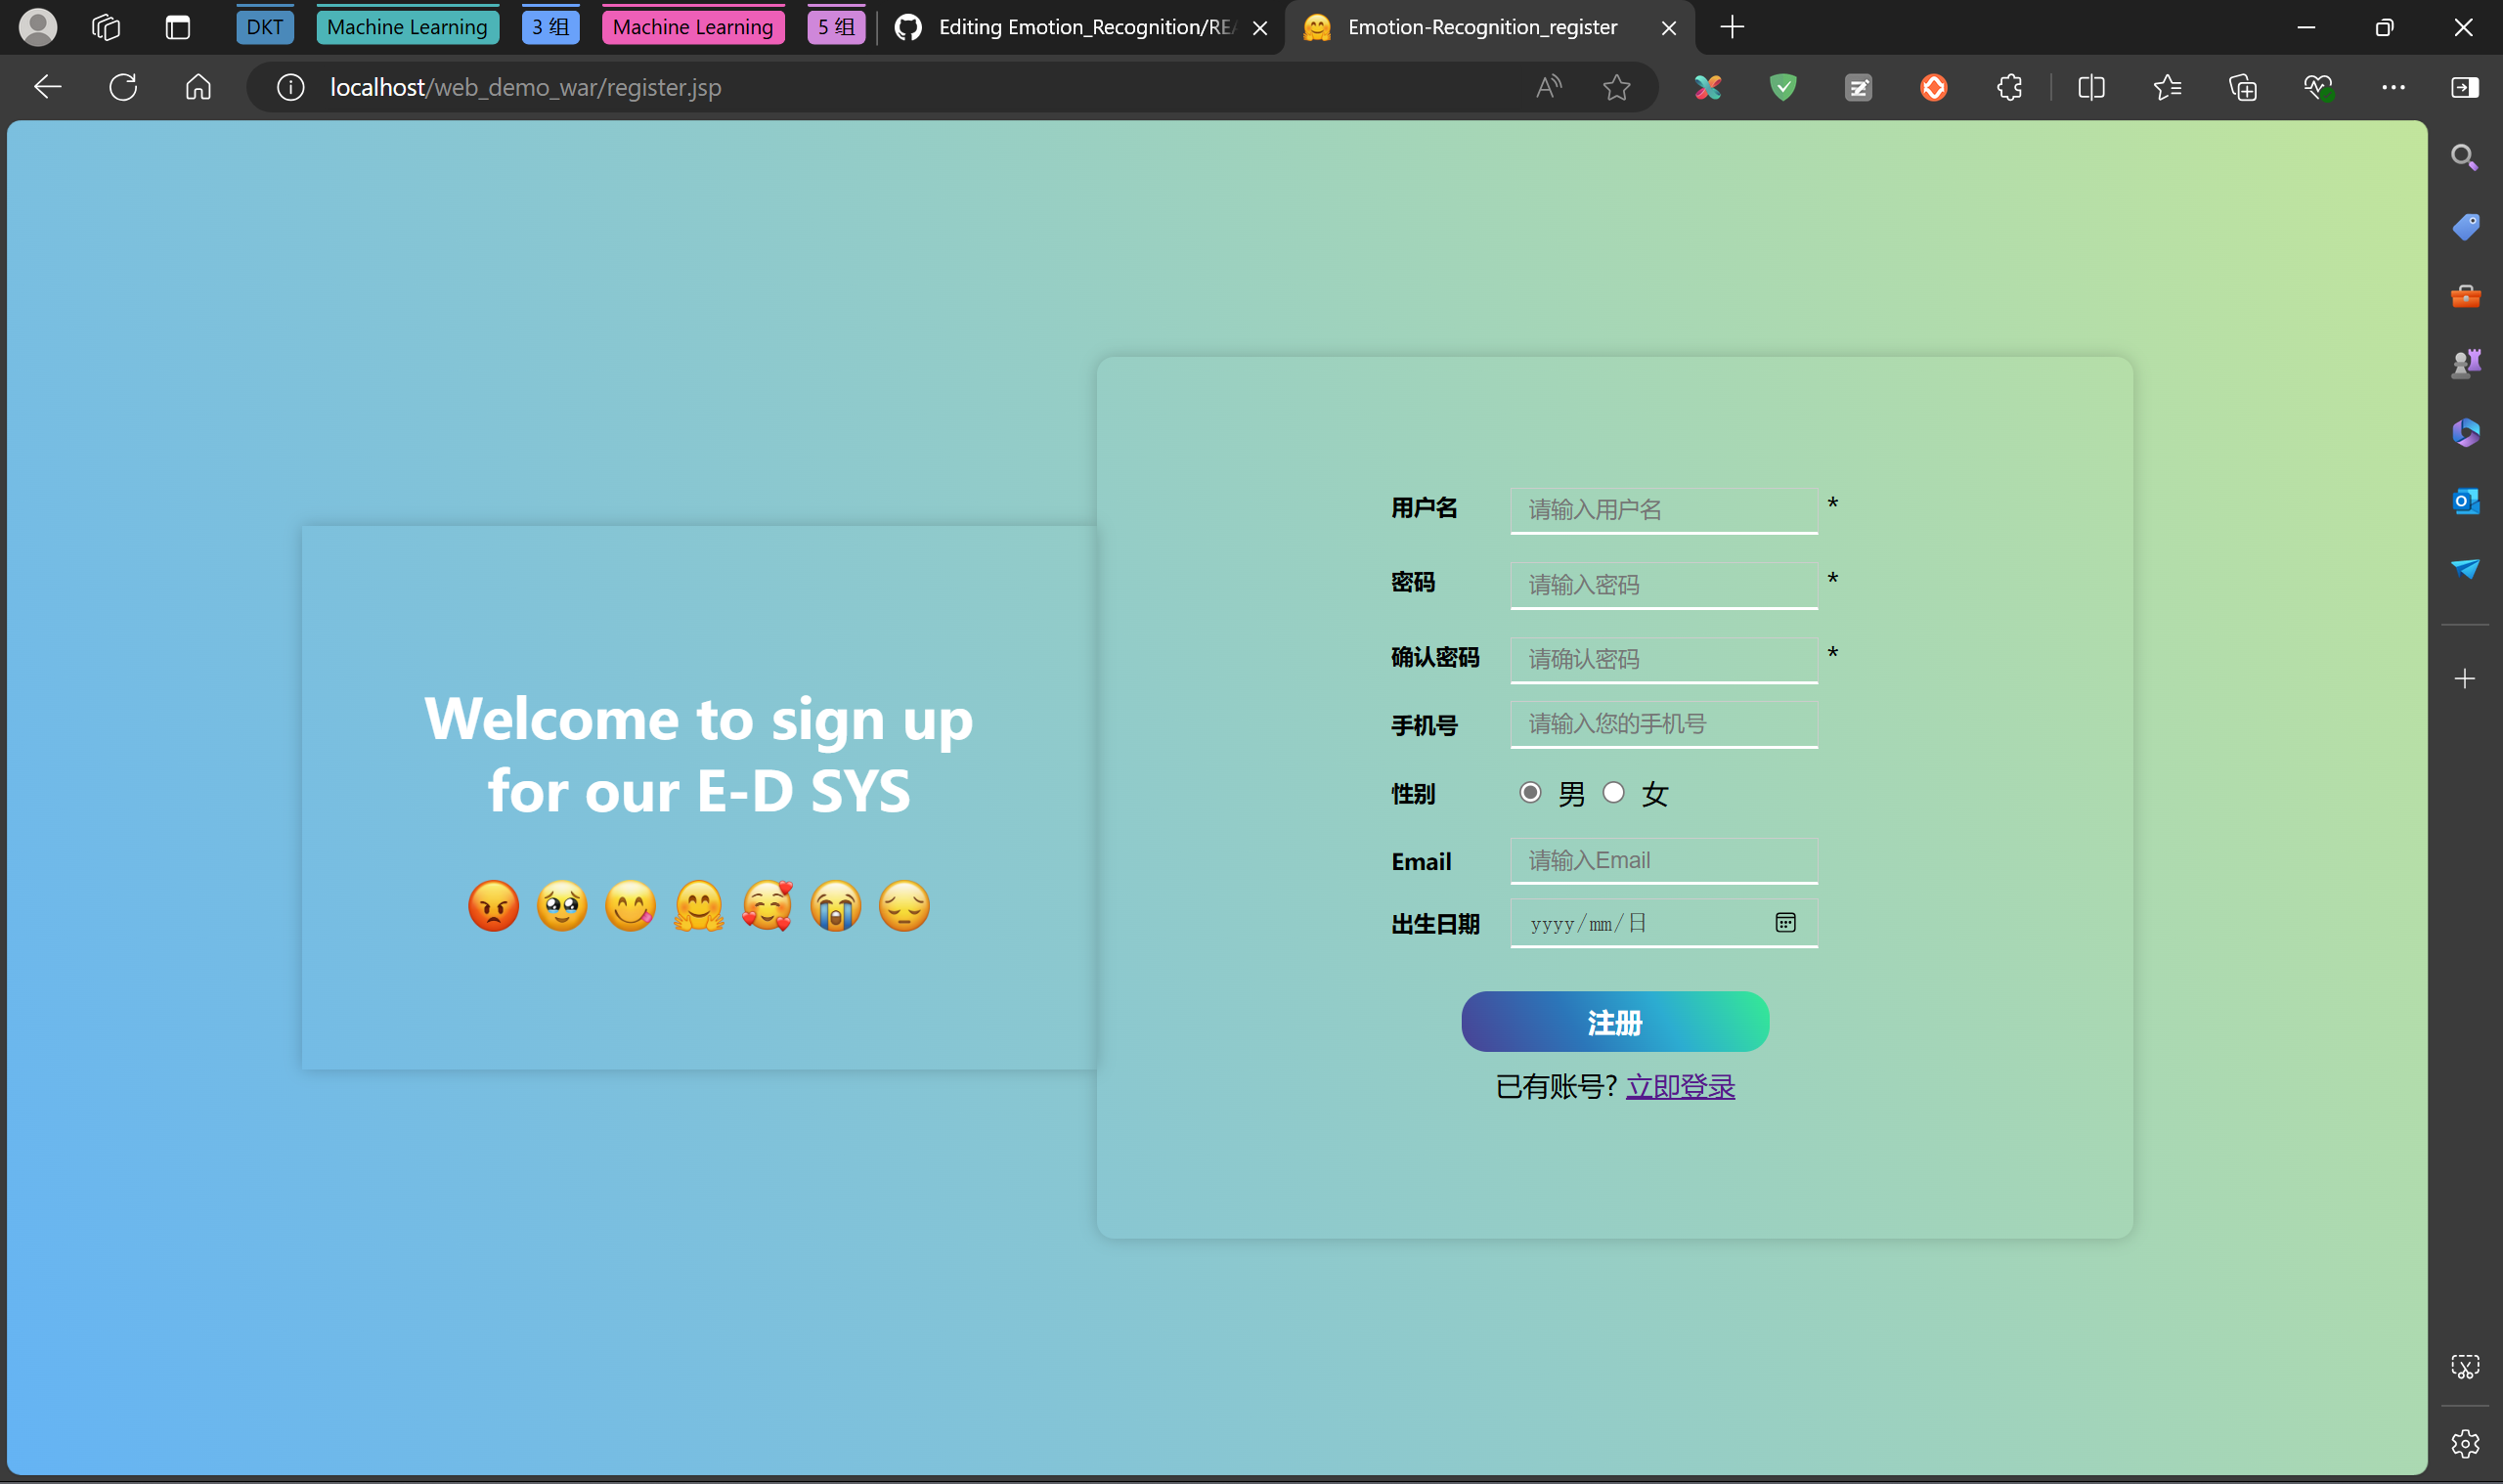 DKT
Machine Learning
3 组
Machine Learning
5 组
Editing Emotion_Recognition/REA
Emotion-Recognition_register
localhost/web_demo_war/register.jsp
Welcome to sign up
for our E-D SYS
用户名 请输入用户名 *
密码 请输入密码 *
确认密码 请确认密码 *
手机号 请输入您的手机号
性别 男 女
Email 请输入Email
出生日期 yyyy/mm/日
注册
已有账号? 立即登录